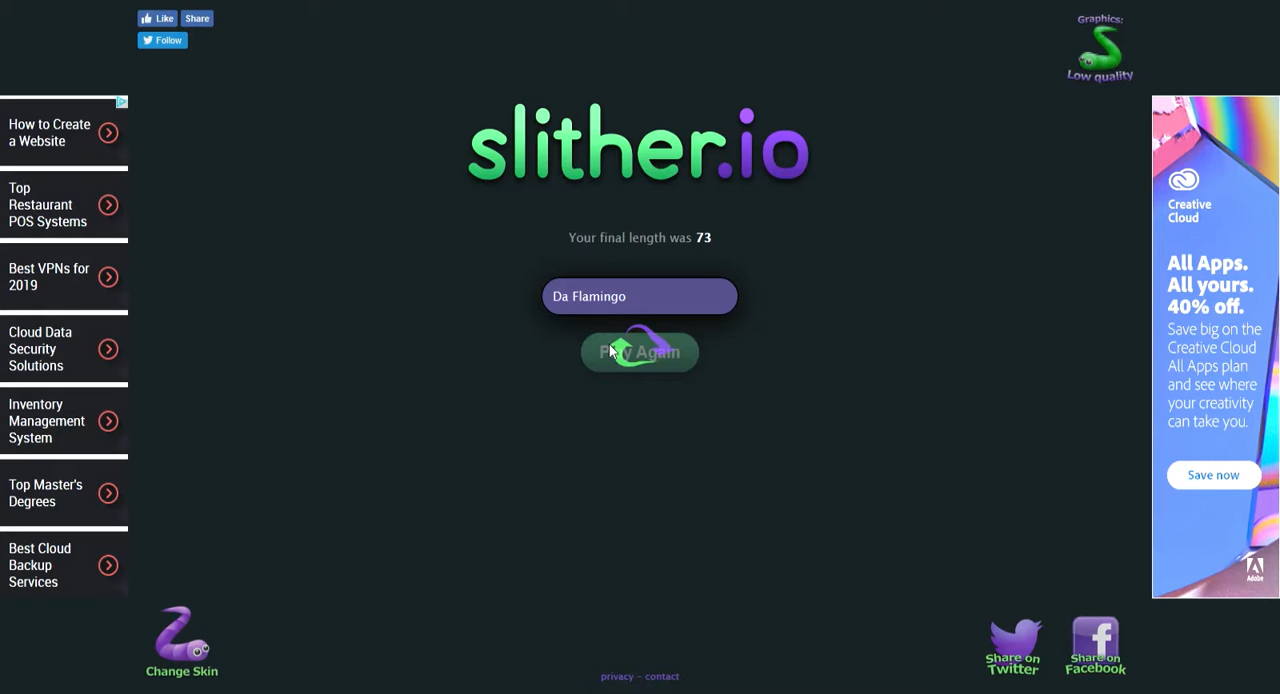 Like Share
Follow
Graphics:
Low quality
slither.io
Your final length was 73
Da Flamingo
Play Again
How to Create
a Website
Top
Restaurant
POS Systems
Best VPNs for
2019
Cloud Data
Security
Solutions
Inventory
Management
System
Top Master's
Degrees
Best Cloud
Backup
Services
Creative
Cloud
All Apps.
All yours.
40% off.
Save big on the
Creative Cloud
All Apps plan
and see where
your creativity
can take you.
Save now
Adobe
Change Skin
privacy - contact
Share on
Twitter
Share on
Facebook